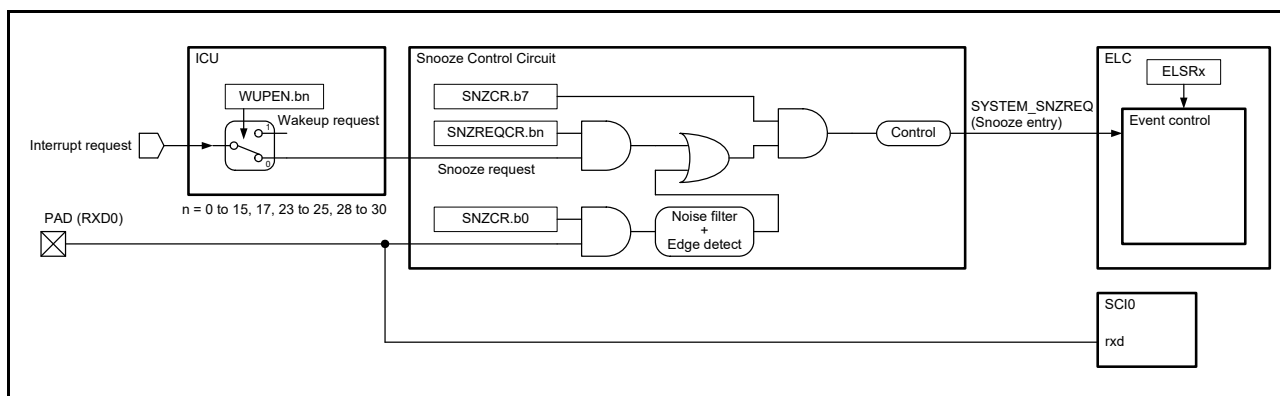 ICU
WUPEN.bn
1
Wakeup request
Interrupt request
0
n = 0 to 15, 17, 23 to 25, 28 to 30
PAD (RXD0)
Snooze Control Circuit
SNZCR.b7
SNZREQCR.bn
Snooze request
SNZCR.b0
Noise filter
+
Edge detect
Control
SYSTEM_SNZREQ
(Snooze entry)
ELC
ELSRx
Event control
SCI0
rxd